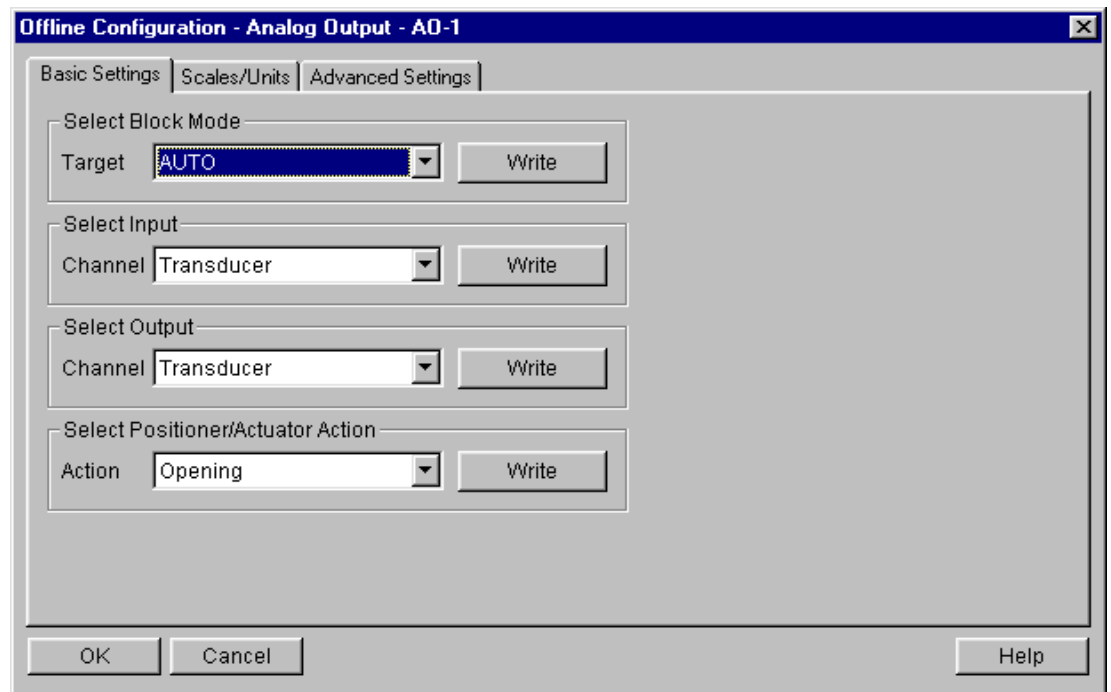 Offline Configuration - Analog Output - AO-1
Basic Settings Scales/Units Advanced Settings
Select Block Mode
Target AUTO Write
Select Input
Channel Transducer Write
Select Output
Channel Transducer Write
Select Positioner/Actuator Action
Action Opening Write
OK Cancel Help